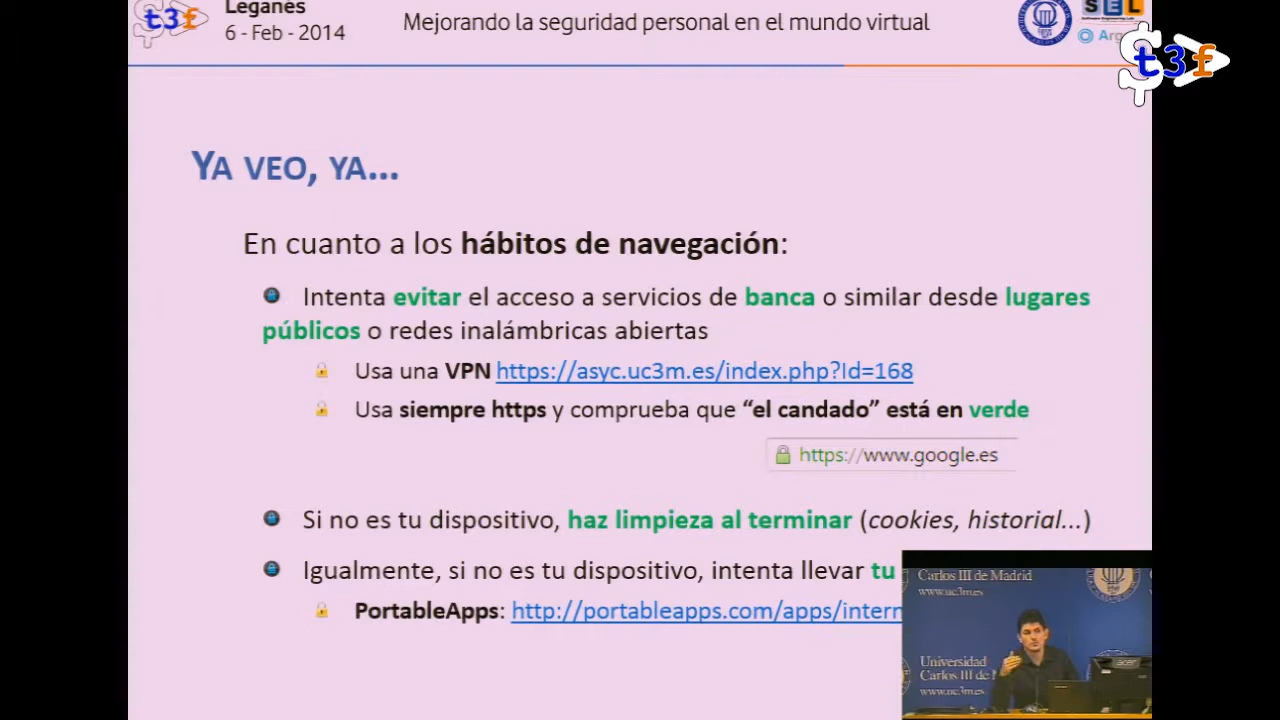 t3f
Leganés
6 - Feb - 2014
Mejorando la seguridad personal en el mundo virtual
SEL
t3f
YA VEO, YA...
En cuanto a los hábitos de navegación:
Intenta evitar el acceso a servicios de banca o similar desde lugares
públicos o redes inalámbricas abiertas
Usa una VPN https://asyc.uc3m.es/index.php?Id=168
Usa siempre https y comprueba que “el candado” está en verde
https://www.google.es
Si no es tu dispositivo, haz limpieza al terminar (cookies, historial...)
Igualmente, si no es tu dispositivo, intenta llevar tu
PortableApps: http://portableapps.com/apps/intern
Carlos III de Madrid
www.uc3m.es
Universidad
Carlos III de
www.uc3m.es
acer